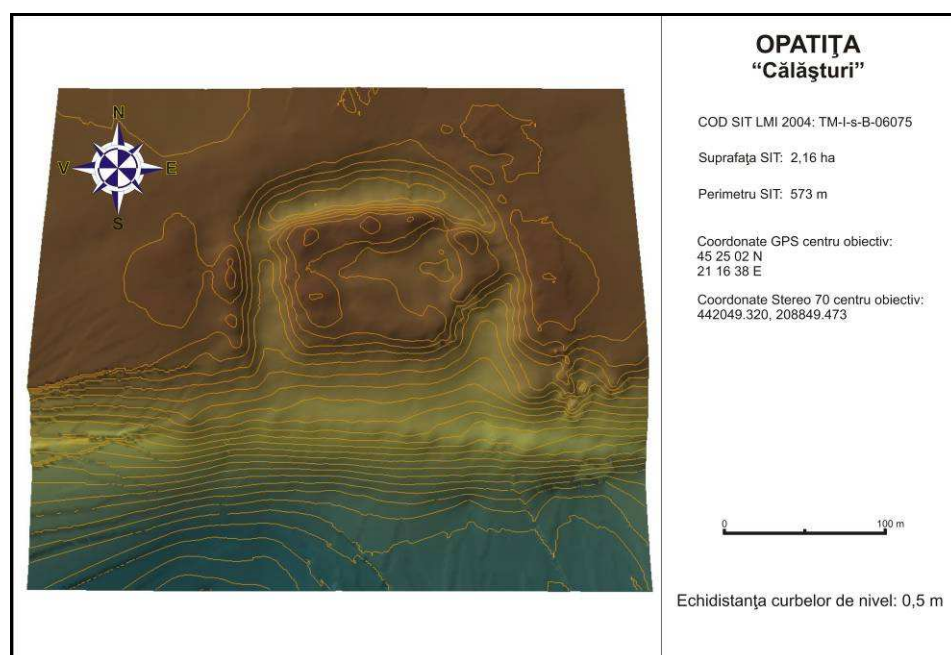 OPATIŢA
“Călăşturi”
COD SIT LMI 2004: TM-I-s-B-06075
Suprafaţa SIT: 2,16 ha
Perimetru SIT: 573 m
Coordonate GPS centru obiectiv:
45 25 02 N
21 16 38 E
Coordonate Stereo 70 centru obiectiv:
442049.320, 208849.473
N
V E
S
0 100 m
Echidistanţa curbelor de nivel: 0,5 m